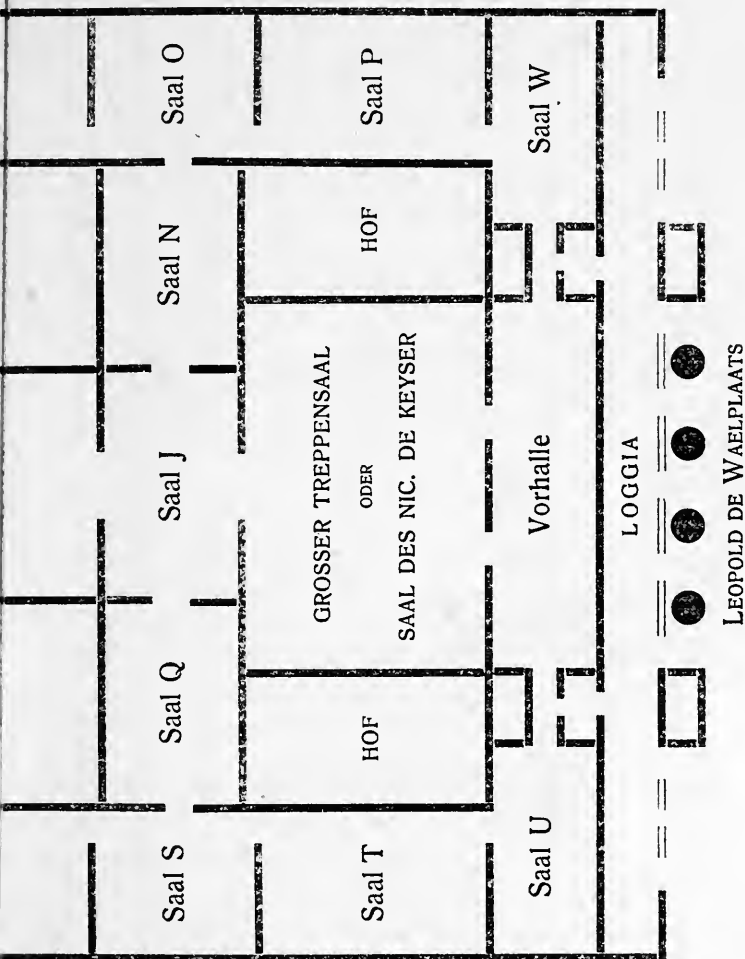 Saal S
Saal Q
Saal J
Saal N
Saal O
Saal T
HOF
GROSSER TREPPENSAAL
ODER
SAAL DES NIC. DE KEYSER
HOF
Saal P
Saal U
Vorhalle
Saal W
LOGGIA
LEOPOLD DE WAELPLAATS